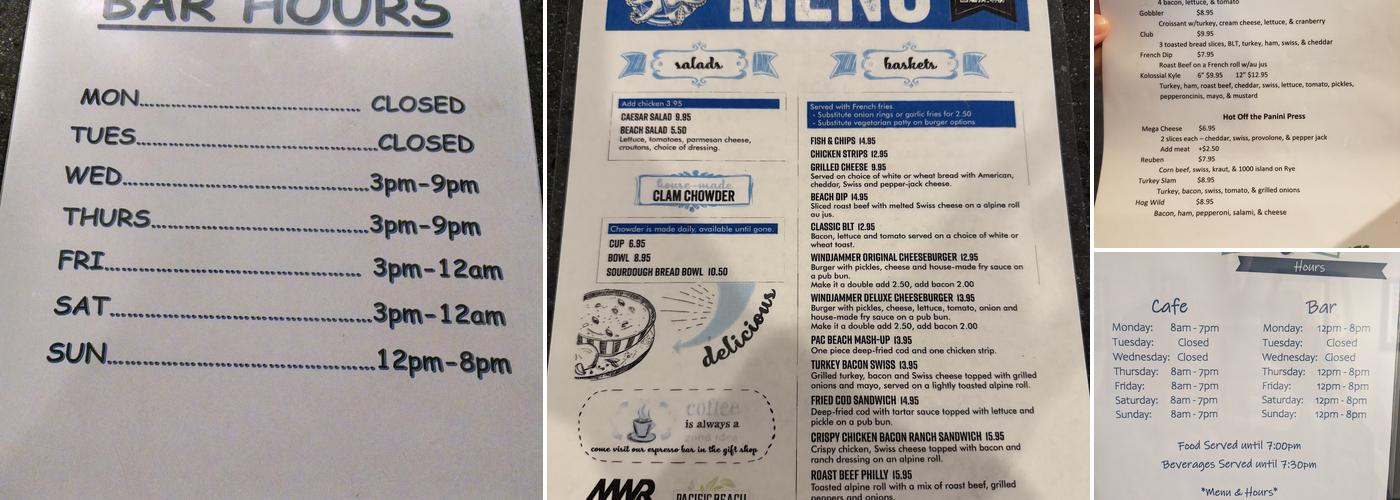 BAR HOURS
MON.......................................... CLOSED
TUES..............................................CLOSED
WED...............................................3pm-9pm
THURS..........................................3pm-9pm
FRI............................................ 3pm-12am
SAT.................................................3pm-12am
SUN..................................................12pm-8pm
MENU
salads
Add chicken 3.95
CAESAR SALAD 9.95
BEACH SALAD 5.50
Lettuce, tomatoes, parmesan cheese,
croutons, choice of dressing.
house-made
CLAM CHOWDER
Chowder is made daily, available until gone.
CUP 6.95
BOWL 8.95
SOURDOUGH BREAD BOWL 10.50
delicious
coffee
is always a
good idea
come visit our espresso bar in the gift shop
MWR
PACIFIC BEACH
baskets
Served with French fries.
- Substitute onion rings or garlic fries for 2.50
- Substitute vegetarian patty on burger options
FISH & CHIPS 14.95
CHICKEN STRIPS 12.95
GRILLED CHEESE 9.95
Served on choice of white or wheat bread with American,
cheddar, Swiss and pepper-jack cheese.
BEACH DIP 14.95
Sliced roast beef with melted Swiss cheese on a alpine roll
au jus.
CLASSIC BLT 12.95
Bacon, lettuce and tomato served on a choice of white or
wheat toast.
WINDJAMMER ORIGINAL CHEESEBURGER 12.95
Burger with pickles, cheese and house-made fry sauce on
a pub bun.
Make it a double add 2.50, add bacon 2.00
WINDJAMMER DELUXE CHEESEBURGER 13.95
Burger with pickles, cheese, lettuce, tomato, onion and
house-made fry sauce on a pub bun.
Make it a double add 2.50, add bacon 2.00
PAC BEACH MASH-UP 13.95
One piece deep-fried cod and one chicken strip.
TURKEY BACON SWISS 13.95
Grilled turkey, bacon and Swiss cheese topped with grilled
onions and mayo, served on a lightly toasted alpine roll.
FRIED COD SANDWICH 14.95
Deep-fried cod with tartar sauce topped with lettuce and
pickle on a pub bun.
CRISPY CHICKEN BACON RANCH SANDWICH 15.95
Crispy chicken, Swiss cheese topped with bacon and
ranch dressing on an alpine roll.
ROAST BEEF PHILLY 15.95
Toasted alpine roll with a mix of roast beef, grilled
peppers and onions.
4 bacon, lettuce, & tomato
Gobbler $8.95
Croissant w/turkey, cream cheese, lettuce, & cranberry
Club $9.95
3 toasted bread slices, BLT, turkey, ham, swiss, & cheddar
French Dip $7.95
Roast Beef on a French roll w/au jus
Kolossial Kyle 6" $9.95 12" $12.95
Turkey, ham, roast beef, cheddar, swiss, lettuce, tomato, pickles,
pepperoncinis, mayo, & mustard
Hot Off the Panini Press
Mega Cheese $6.95
2 slices each – cheddar, swiss, provolone, & pepper jack
Add meat +$2.50
Reuben $7.95
Corn beef, swiss, kraut, & 1000 island on Rye
Turkey Slam $8.95
Turkey, bacon, swiss, tomato, & grilled onions
Hog Wild $8.95
Bacon, ham, pepperoni, salami, & cheese
Hours
Cafe
Monday: 8am - 7pm
Tuesday: Closed
Wednesday: Closed
Thursday: 8am - 7pm
Friday: 8am - 7pm
Saturday: 8am - 7pm
Sunday: 8am - 7pm
Bar
Monday: 12pm - 8pm
Tuesday: Closed
Wednesday: Closed
Thursday: 12pm - 8pm
Friday: 12pm - 8pm
Saturday: 12pm - 8pm
Sunday: 12pm - 8pm
Food Served until 7:00pm
Beverages Served until 7:30pm
*Menu & Hours*